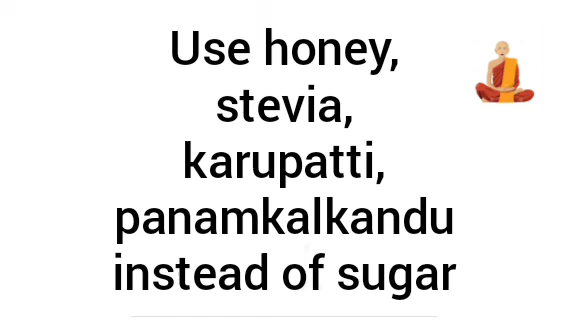 Use honey,
stevia,
karupatti,
panamkalkandu
instead of sugar